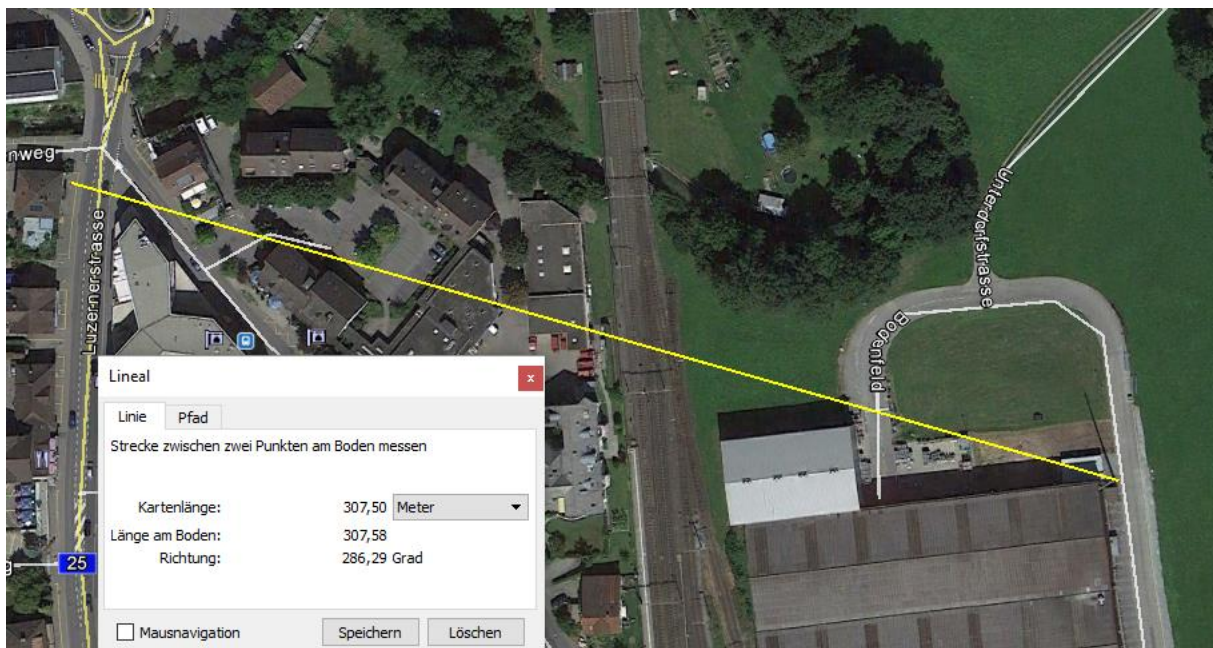 nweg
Luzernerstrasse
Unterdorfstrasse
Bodenfeld
Lineal
x
Linie Pfad
Strecke zwischen zwei Punkten am Boden messen
Kartenlänge: 307,50 Meter
Länge am Boden: 307,58
Richtung: 286,29 Grad
Mausnavigation Speichern Löschen
g
25